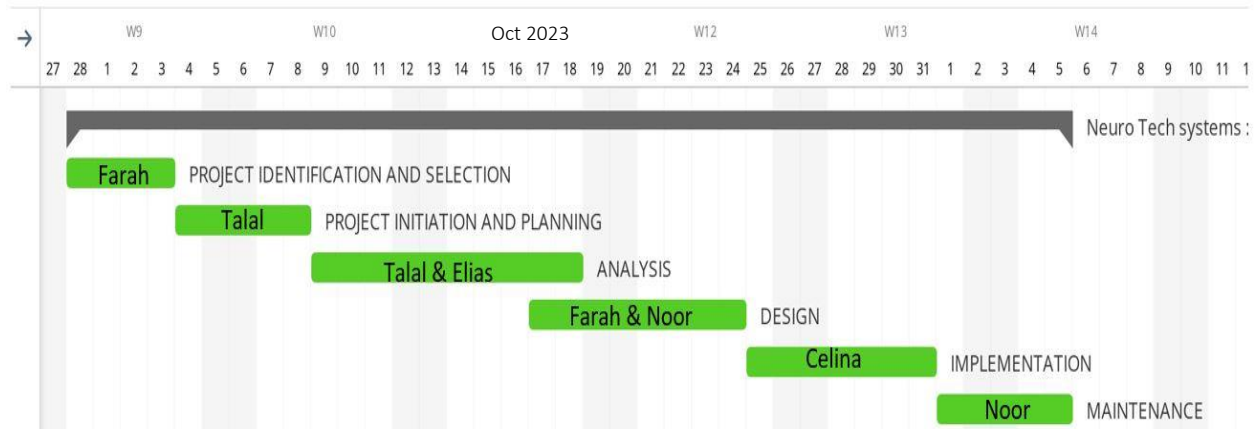 → W9 W10 Oct 2023 W12 W13 W14
27 28 1 2 3 4 5 6 7 8 9 10 11 12 13 14 15 16 17 18 19 20 21 22 23 24 25 26 27 28 29 30 31 1 2 3 4 5 6 7 8 9 10 11 1
Neuro Tech systems :
Farah PROJECT IDENTIFICATION AND SELECTION
Talal PROJECT INITIATION AND PLANNING
Talal & Elias ANALYSIS
Farah & Noor DESIGN
Celina IMPLEMENTATION
Noor MAINTENANCE